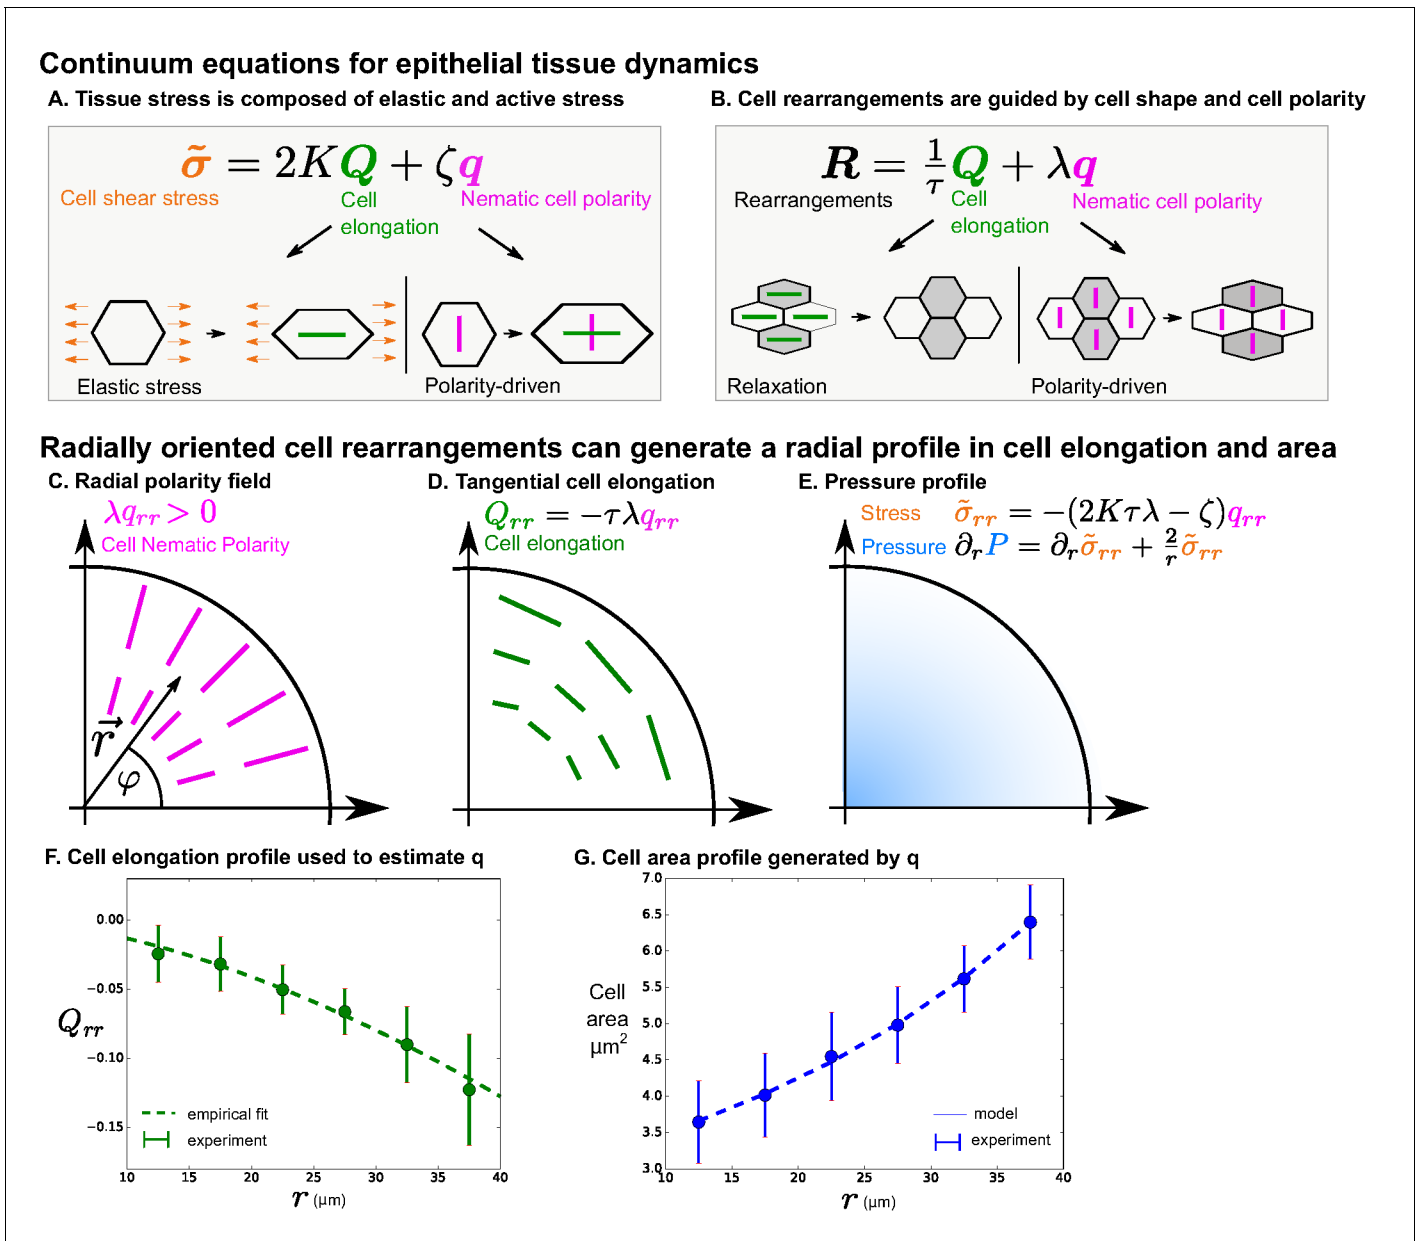 Continuum equations for epithelial tissue dynamics
A. Tissue stress is composed of elastic and active stress
σ̃ = 2KQ + ζq
Cell shear stress
Cell
elongation
Nematic cell polarity
Elastic stress
Polarity-driven
B. Cell rearrangements are guided by cell shape and cell polarity
R = 1/τ Q + λq
Rearrangements
Cell
elongation
Nematic cell polarity
Relaxation
Polarity-driven
Radially oriented cell rearrangements can generate a radial profile in cell elongation and area
C. Radial polarity field
λq_rr > 0
Cell Nematic Polarity
r⃗
φ
D. Tangential cell elongation
Q_rr = −τλq_rr
Cell elongation
E. Pressure profile
Stress σ̃_rr = −(2Kτλ − ζ)q_rr
Pressure ∂_r P = ∂_r σ̃_rr + 2/r σ̃_rr
F. Cell elongation profile used to estimate q
0.00
−0.05
−0.10
−0.15
Q_rr
empirical fit
experiment
10 15 20 25 30 35 40
r (μm)
G. Cell area profile generated by q
7.0
6.5
6.0
5.5
5.0
4.5
4.0
3.5
3.0
Cell
area
μm²
model
experiment
10 15 20 25 30 35 40
r (μm)